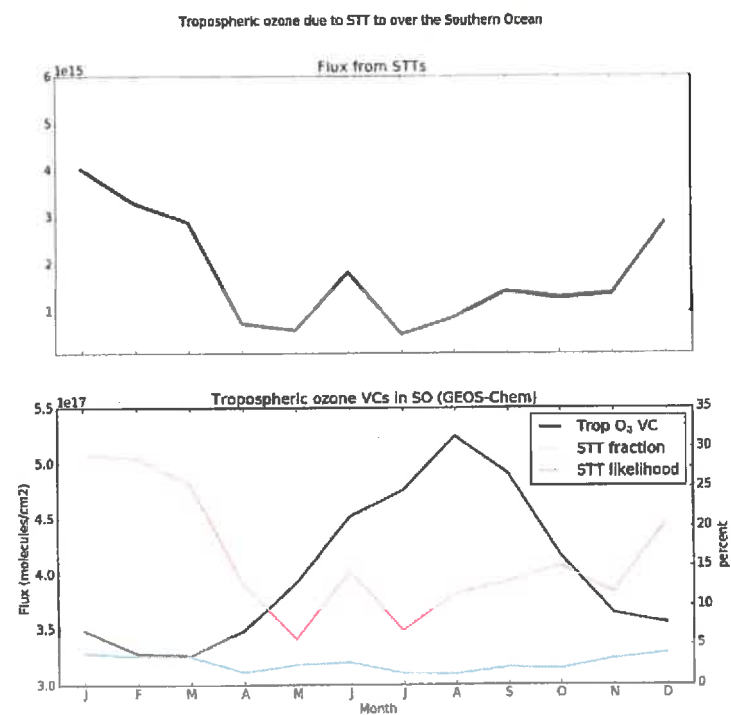 Tropospheric ozone due to STT to over the Southern Ocean
Flux from STTs
1e15
6
5
4
3
2
1
Tropospheric ozone VCs in SO (GEOS-Chem)
1e17
5.5
5.0
4.5
4.0
3.5
3.0
Flux (molecules/cm2)
Trop O₃ VC
STT fraction
STT likelihood
35
30
25
20
15
10
5
0
percent
J F M A M J J A S O N D
Month